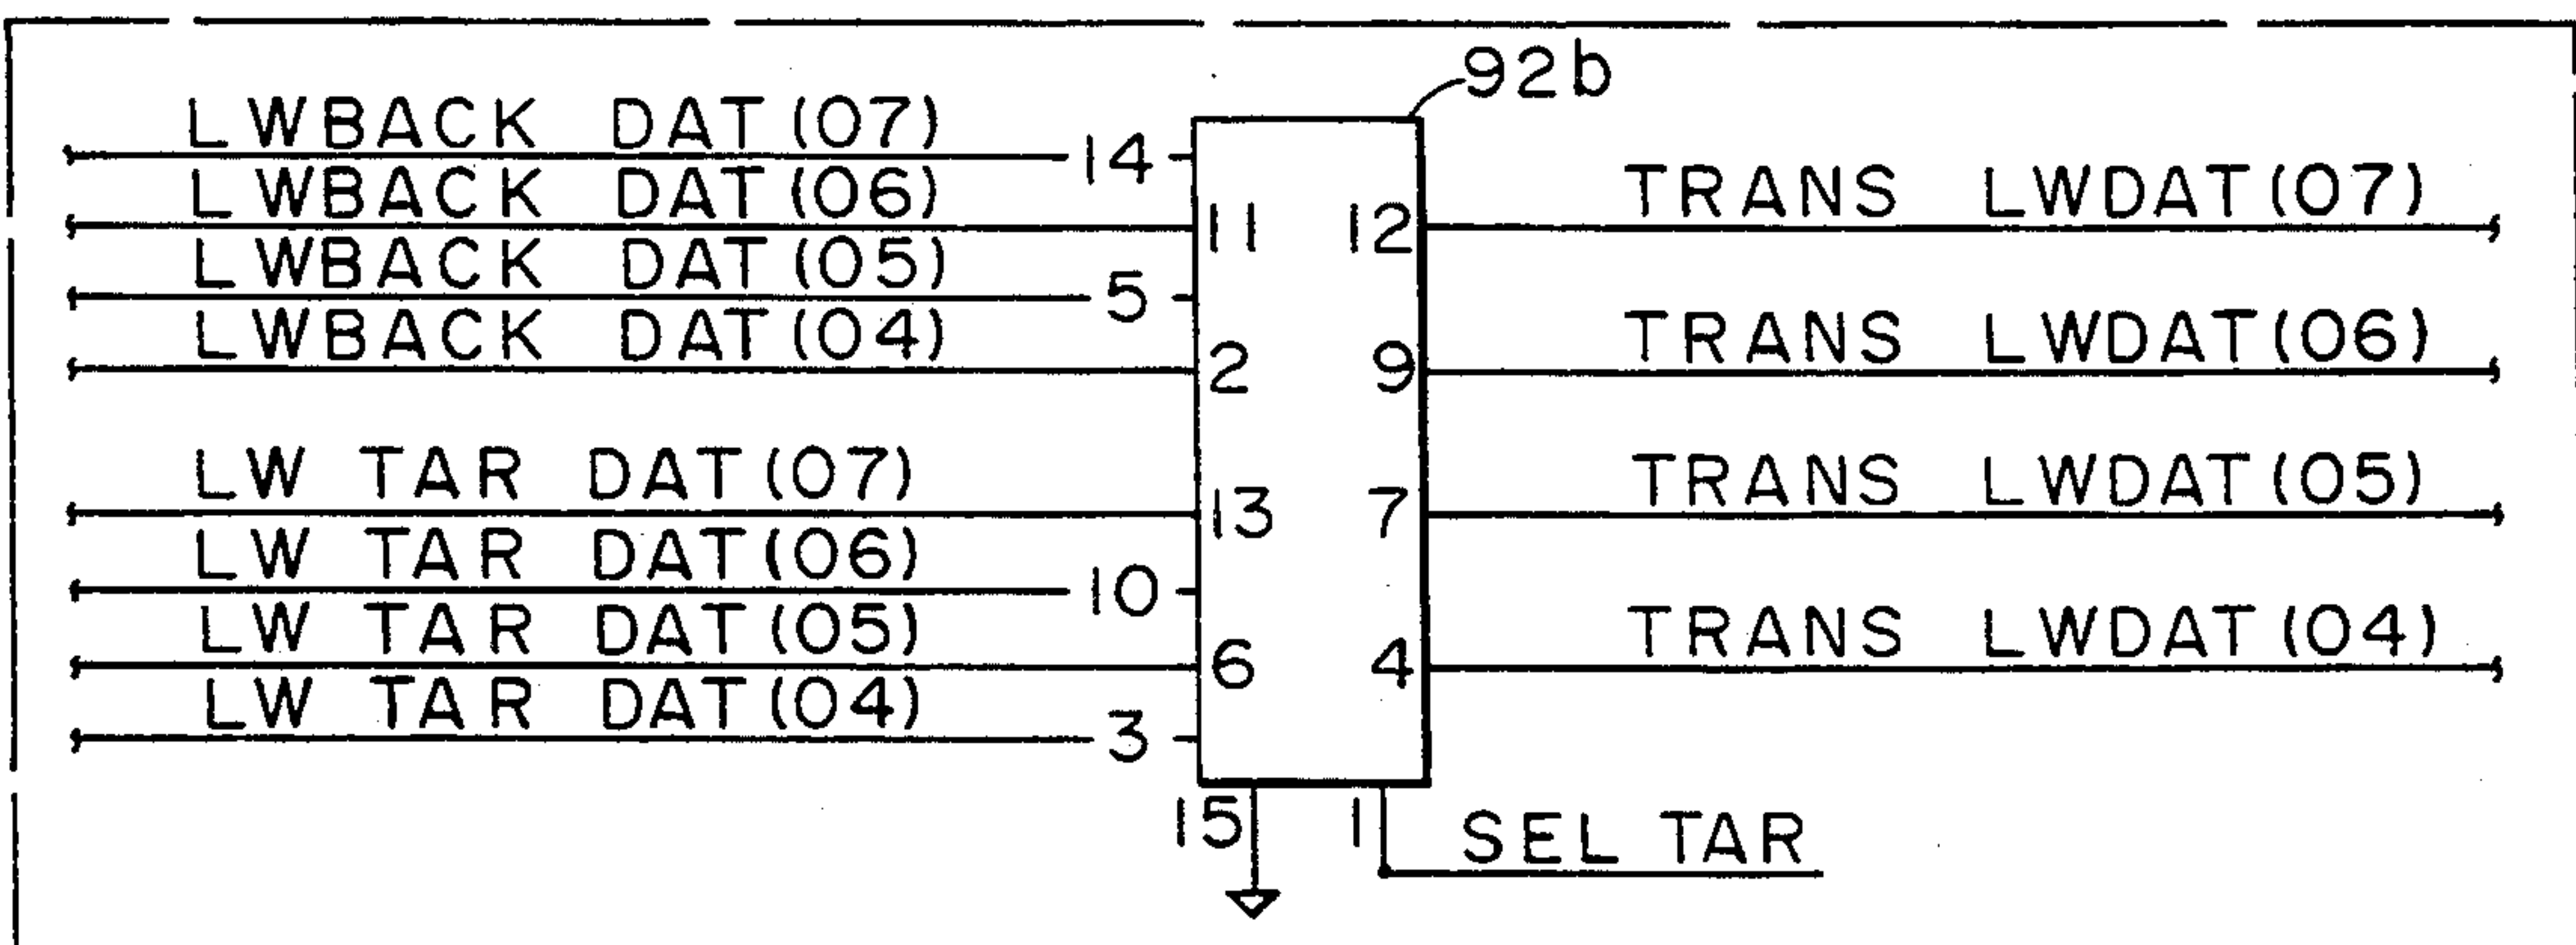 92b
LWBACK DAT(07) 14
LWBACK DAT(06) 11 12 TRANS LWDAT(07)
LWBACK DAT(05) 5
LWBACK DAT(04) 2 9 TRANS LWDAT(06)
LW TAR DAT(07) 13 7 TRANS LWDAT(05)
LW TAR DAT(06) 10
LW TAR DAT(05) 6 4 TRANS LWDAT(04)
LW TAR DAT(04) 3
15 1 SEL TAR